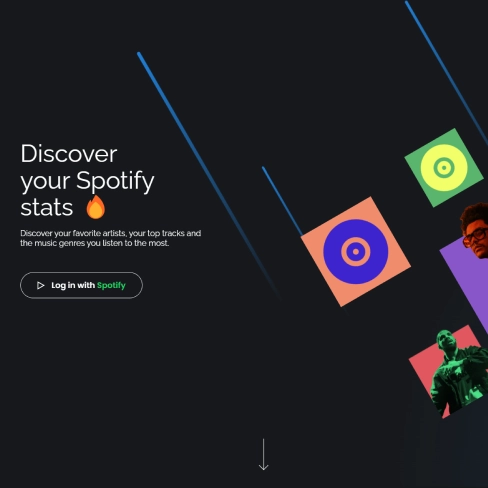 Discover
your Spotify
stats 🔥
Discover your favorite artists, your top tracks and
the music genres you listen to the most.
Log in with Spotify